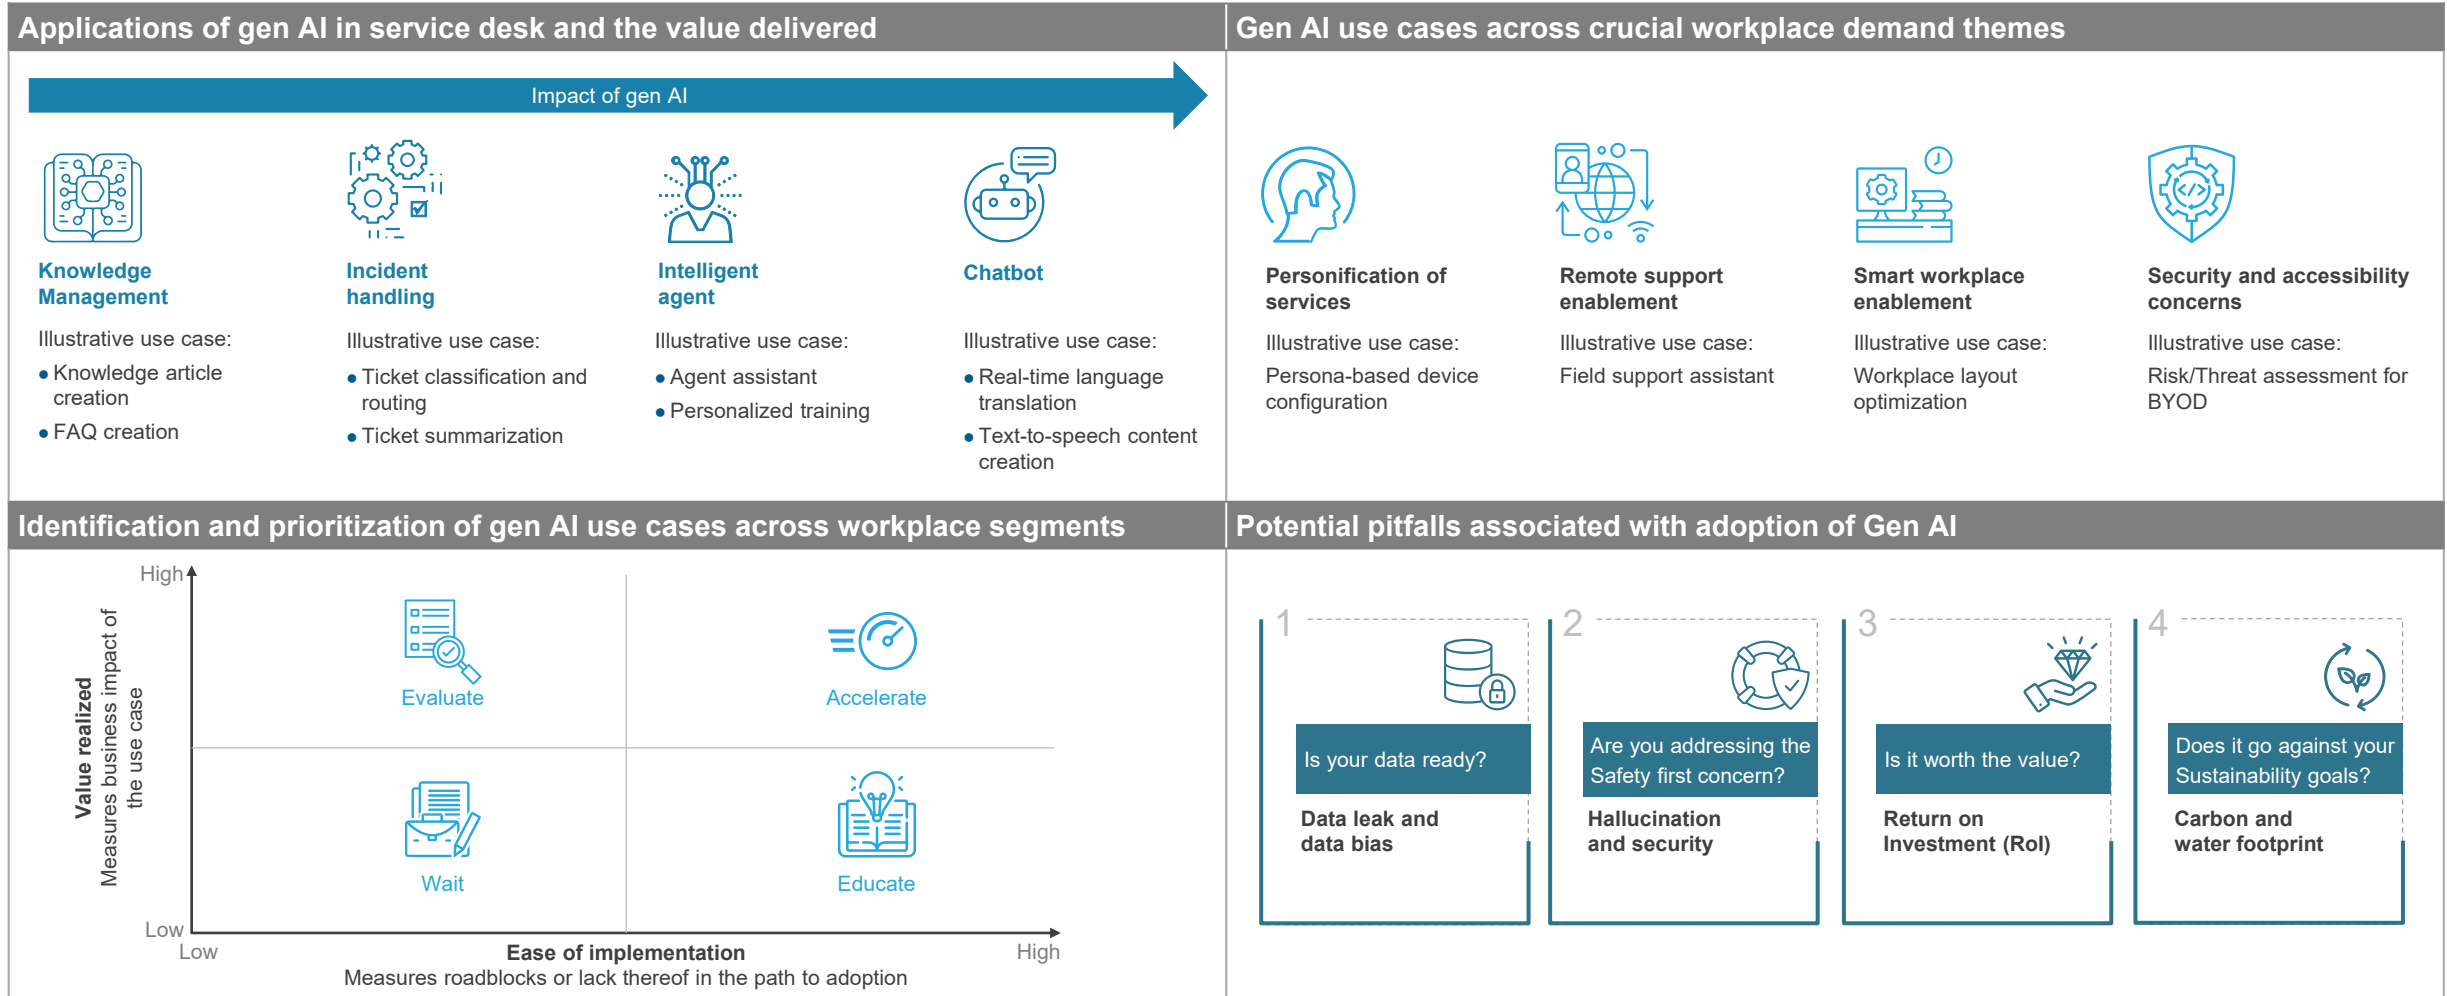 Applications of gen AI in service desk and the value delivered
Impact of gen AI
Knowledge
Management
Illustrative use case:
● Knowledge article
creation
● FAQ creation
Incident
handling
Illustrative use case:
● Ticket classification and
routing
● Ticket summarization
Intelligent
agent
Illustrative use case:
● Agent assistant
● Personalized training
Chatbot
Illustrative use case:
● Real-time language
translation
● Text-to-speech content
creation
Gen AI use cases across crucial workplace demand themes
Personification of
services
Illustrative use case:
Persona-based device
configuration
Remote support
enablement
Illustrative use case:
Field support assistant
Smart workplace
enablement
Illustrative use case:
Workplace layout
optimization
Security and accessibility
concerns
Illustrative use case:
Risk/Threat assessment for
BYOD
Identification and prioritization of gen AI use cases across workplace segments
High
Value realized
Measures business impact of
the use case
Low
Evaluate
Accelerate
Wait
Educate
Low
Ease of implementation
High
Measures roadblocks or lack thereof in the path to adoption
Potential pitfalls associated with adoption of Gen AI
1
Is your data ready?
Data leak and
data bias
2
Are you addressing the
Safety first concern?
Hallucination
and security
3
Is it worth the value?
Return on
Investment (RoI)
4
Does it go against your
Sustainability goals?
Carbon and
water footprint